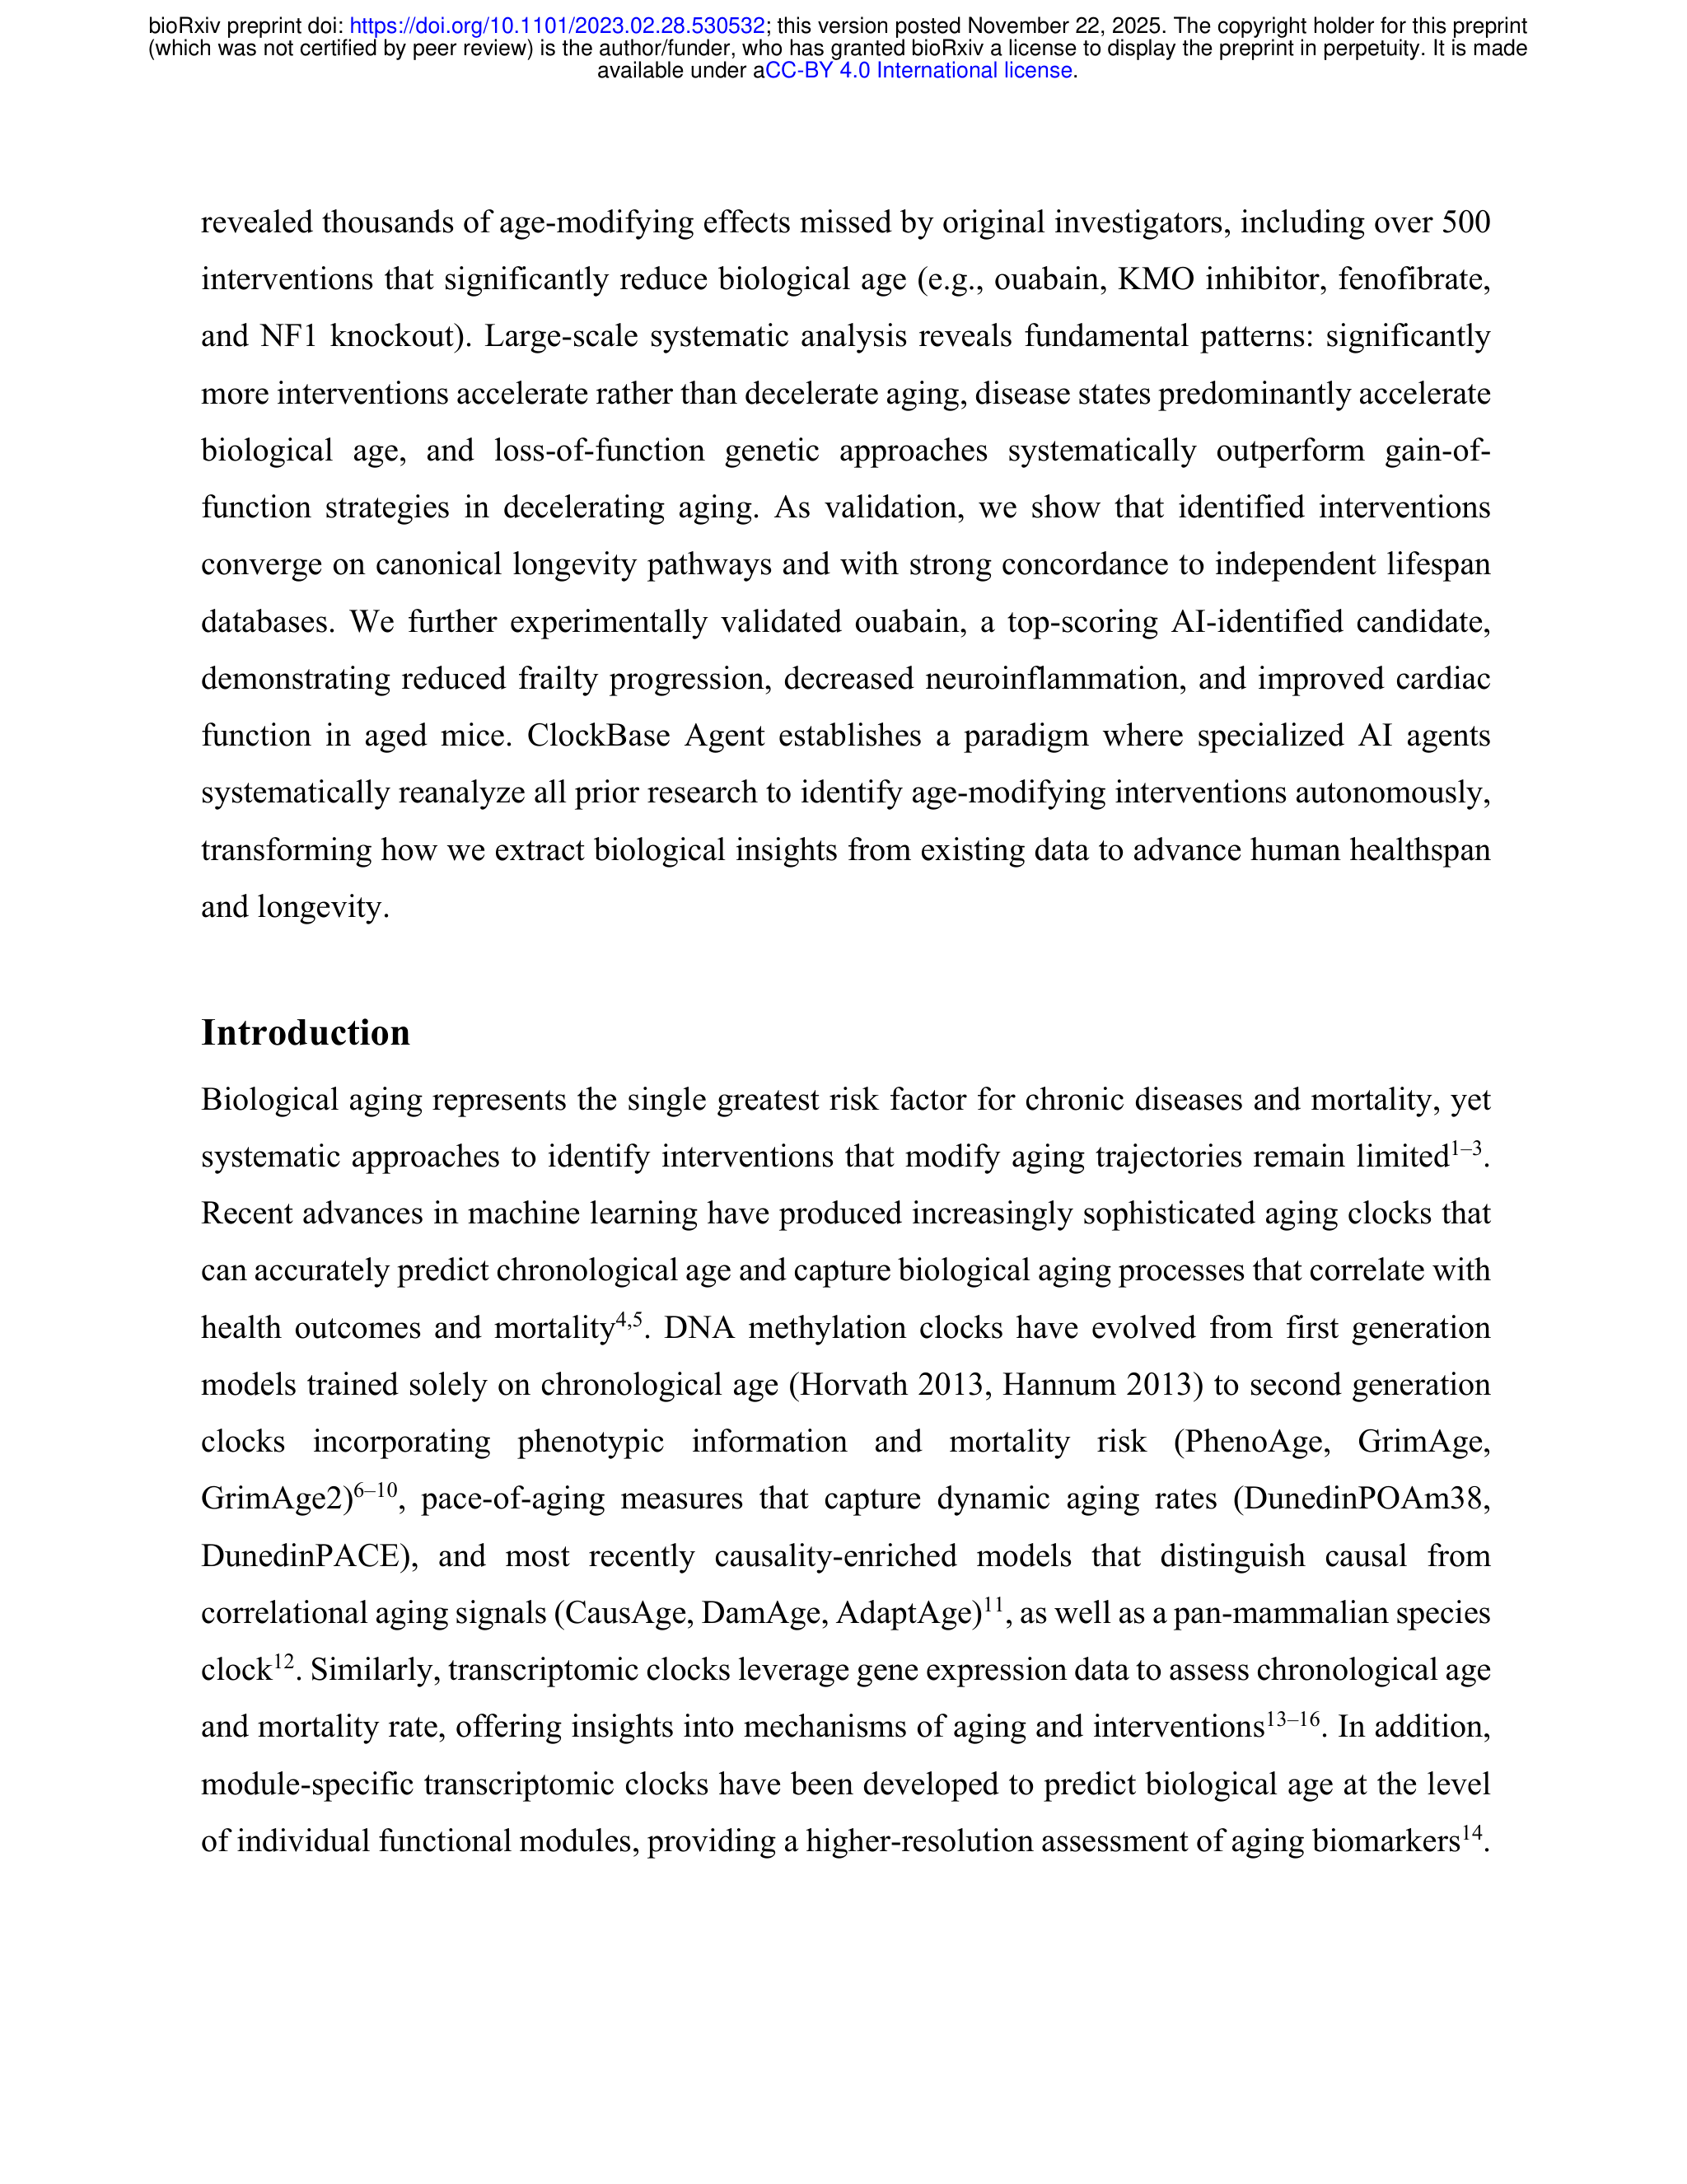 bioRxiv preprint doi: https://doi.org/10.1101/2023.02.28.530532; this version posted November 22, 2025. The copyright holder for this preprint
(which was not certified by peer review) is the author/funder, who has granted bioRxiv a license to display the preprint in perpetuity. It is made
available under aCC-BY 4.0 International license.
revealed thousands of age-modifying effects missed by original investigators, including over 500
interventions that significantly reduce biological age (e.g., ouabain, KMO inhibitor, fenofibrate,
and NF1 knockout). Large-scale systematic analysis reveals fundamental patterns: significantly
more interventions accelerate rather than decelerate aging, disease states predominantly accelerate
biological age, and loss-of-function genetic approaches systematically outperform gain-of-
function strategies in decelerating aging. As validation, we show that identified interventions
converge on canonical longevity pathways and with strong concordance to independent lifespan
databases. We further experimentally validated ouabain, a top-scoring AI-identified candidate,
demonstrating reduced frailty progression, decreased neuroinflammation, and improved cardiac
function in aged mice. ClockBase Agent establishes a paradigm where specialized AI agents
systematically reanalyze all prior research to identify age-modifying interventions autonomously,
transforming how we extract biological insights from existing data to advance human healthspan
and longevity.
Introduction
Biological aging represents the single greatest risk factor for chronic diseases and mortality, yet
systematic approaches to identify interventions that modify aging trajectories remain limited1–3.
Recent advances in machine learning have produced increasingly sophisticated aging clocks that
can accurately predict chronological age and capture biological aging processes that correlate with
health outcomes and mortality4,5. DNA methylation clocks have evolved from first generation
models trained solely on chronological age (Horvath 2013, Hannum 2013) to second generation
clocks incorporating phenotypic information and mortality risk (PhenoAge, GrimAge,
GrimAge2)6–10, pace-of-aging measures that capture dynamic aging rates (DunedinPOAm38,
DunedinPACE), and most recently causality-enriched models that distinguish causal from
correlational aging signals (CausAge, DamAge, AdaptAge)11, as well as a pan-mammalian species
clock12. Similarly, transcriptomic clocks leverage gene expression data to assess chronological age
and mortality rate, offering insights into mechanisms of aging and interventions13–16. In addition,
module-specific transcriptomic clocks have been developed to predict biological age at the level
of individual functional modules, providing a higher-resolution assessment of aging biomarkers14.